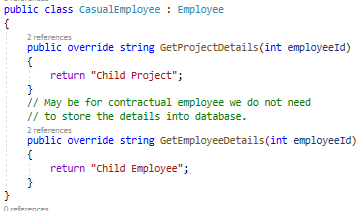 public class CasualEmployee : Employee
{
2 references
public override string GetProjectDetails(int employeeId)
{
return "Child Project";
}
// May be for contractual employee we do not need
// to store the details into database.
2 references
public override string GetEmployeeDetails(int employeeId)
{
return "Child Employee";
}
}
0 references